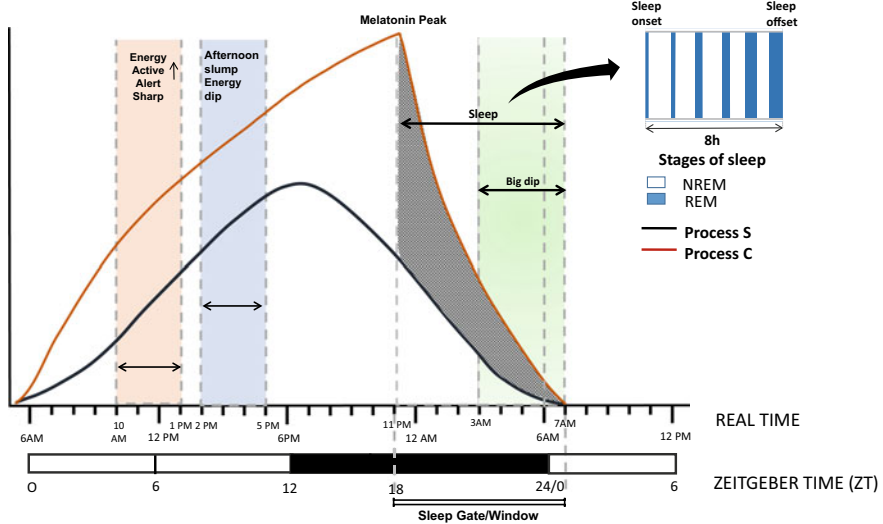 Melatonin Peak
Sleep
onset
Sleep
offset
Energy
Active
Alert
Sharp
Afternoon
slump
Energy
dip
Sleep
Big dip
8h
Stages of sleep
NREM
REM
Process S
Process C
10
AM
1 PM
2 PM
5 PM
11 PM
3AM
7AM
REAL TIME
6AM
12 PM
6PM
12 AM
6AM
12 PM
O
6
12
18
24/0
6
ZEITGEBER TIME (ZT)
Sleep Gate/Window